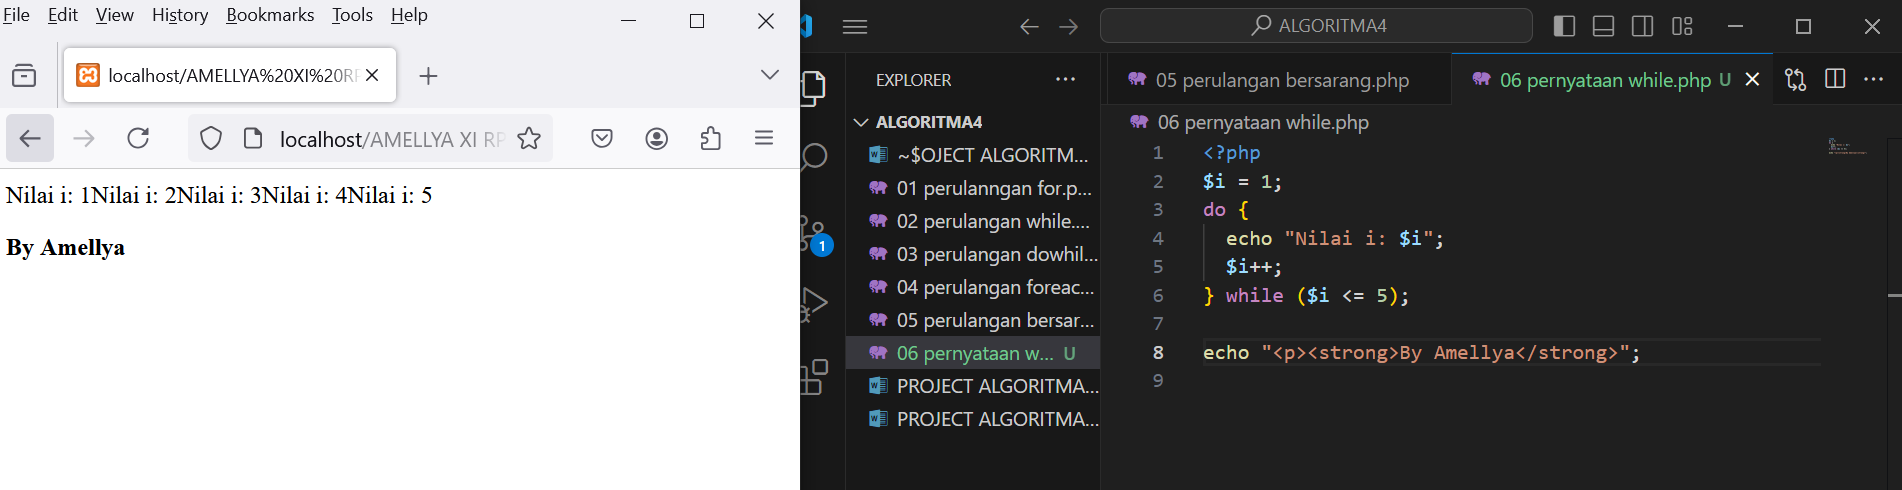 File Edit View History Bookmarks Tools Help
localhost/AMELLYA%20XI%20RP
localhost/AMELLYA XI RP
Nilai i: 1Nilai i: 2Nilai i: 3Nilai i: 4Nilai i: 5
By Amellya
ALGORITMA4
1
EXPLORER
ALGORITMA4
~$OJECT ALGORITM...
01 perulanngan for.p...
02 perulangan while....
03 perulangan dowhil...
04 perulangan foreac...
05 perulangan bersar...
06 pernyataan w... U
PROJECT ALGORITMA...
PROJECT ALGORITMA...
05 perulangan bersarang.php
06 pernyataan while.php U
06 pernyataan while.php
1 <?php
2 $i = 1;
3 do {
4 echo "Nilai i: $i";
5 $i++;
6 } while ($i <= 5);
7
8 echo "<p><strong>By Amellya</strong>";
9